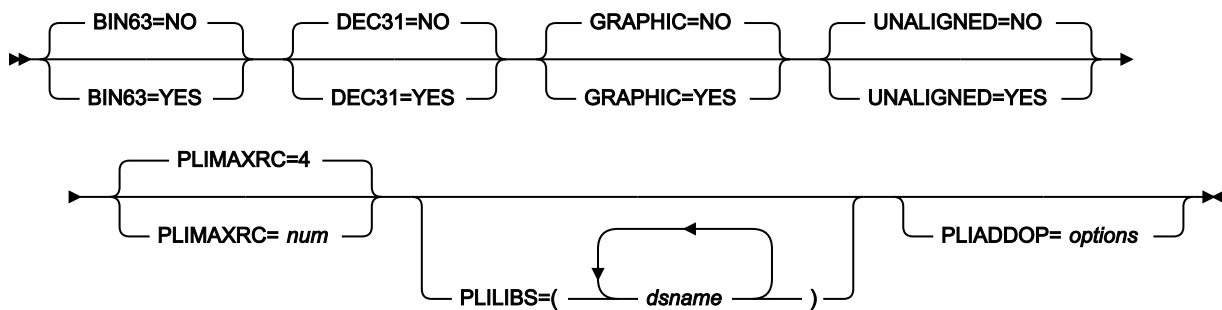 BIN63=NO DEC31=NO GRAPHIC=NO UNALIGNED=NO
BIN63=YES DEC31=YES GRAPHIC=YES UNALIGNED=YES
PLIMAXRC=4
PLIMAXRC= num PLIADDOP= options
PLILIBS=( dsname )